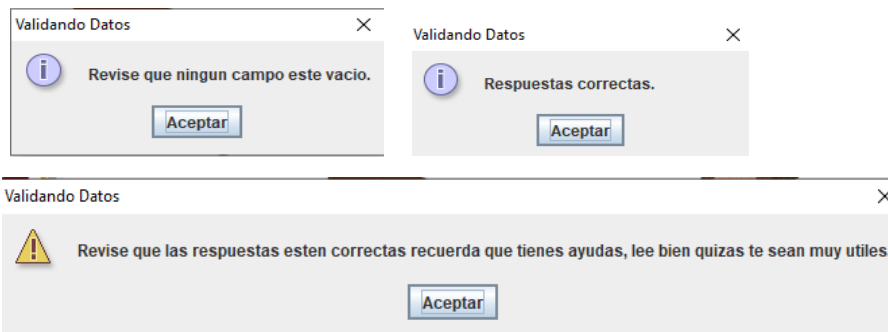 Validando Datos
Revise que ningun campo este vacio.
Aceptar
Validando Datos
Respuestas correctas.
Aceptar
Validando Datos
Revise que las respuestas esten correctas recuerda que tienes ayudas, lee bien quizas te sean muy utiles
Aceptar